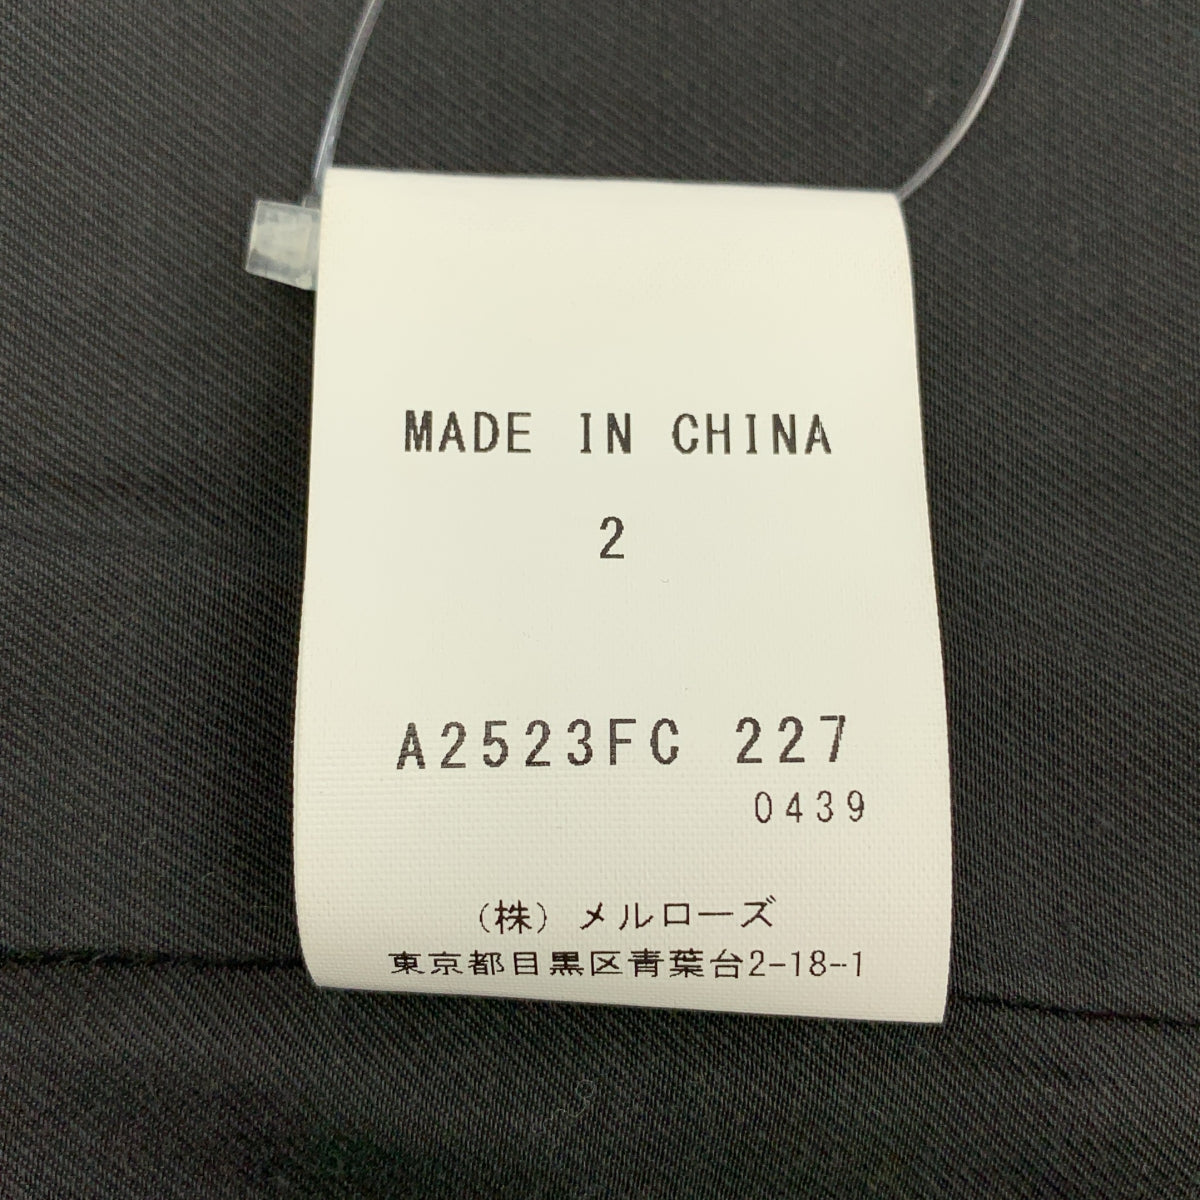 MADE IN CHINA
2
A2523FC 227
0439
(株)メルローズ
東京都目黒区青葉台2-18-1